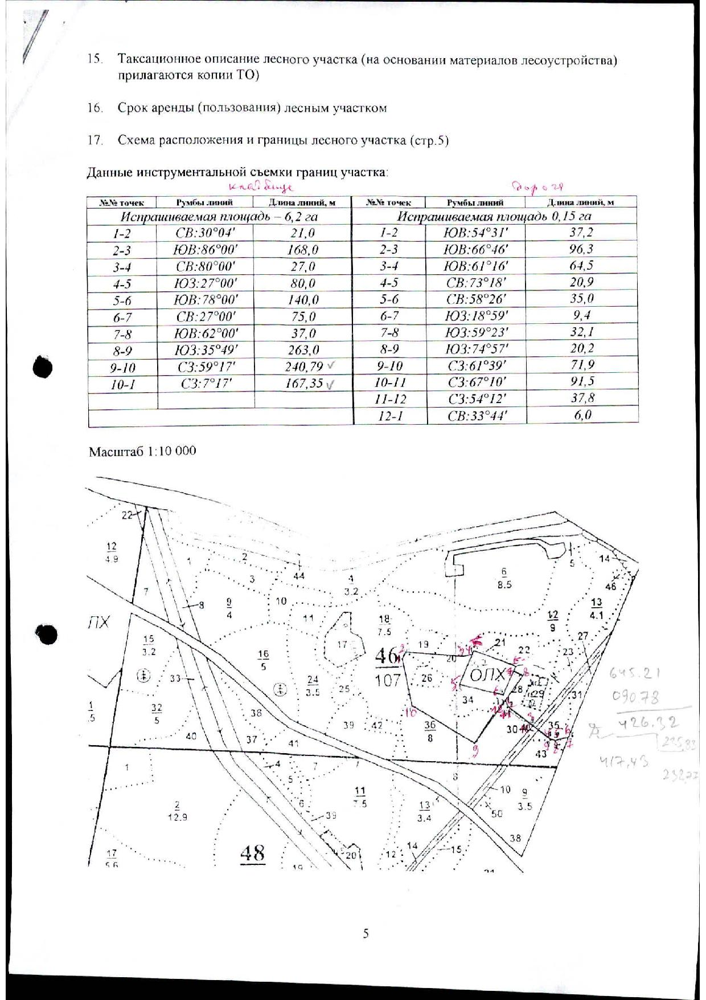 15. Таксационное описание лесного участка (на основании материалов лесоустройства)
прилагаются копии ТО)
16. Срок аренды (пользования) лесным участком
17. Схема расположения и границы лесного участка (стр.5)
Данные инструментальной съемки границ участка:
кладбище дорога
№№ точек Румбы линий Длина линий, м №№ точек Румбы линий Длина линий, м
Испрашиваемая площадь – 6,2 га Испрашиваемая площадь 0,15 га
1-2 СВ:30°04' 21,0 1-2 ЮВ:54°31' 37,2
2-3 ЮВ:86°00' 168,0 2-3 ЮВ:66°46' 96,3
3-4 СВ:80°00' 27,0 3-4 ЮВ:61°16' 64,5
4-5 ЮЗ:27°00' 80,0 4-5 СВ:73°18' 20,9
5-6 ЮВ:78°00' 140,0 5-6 СВ:58°26' 35,0
6-7 СВ:27°00' 75,0 6-7 ЮЗ:18°59' 9,4
7-8 ЮВ:62°00' 37,0 7-8 ЮЗ:59°23' 32,1
8-9 ЮЗ:35°49' 263,0 8-9 ЮЗ:74°57' 20,2
9-10 СЗ:59°17' 240,79 9-10 СЗ:61°39' 71,9
10-1 СЗ:7°17' 167,35 10-11 СЗ:67°10' 91,5
11-12 СЗ:54°12' 37,8
12-1 СВ:33°44' 6,0
Масштаб 1:10 000
22
12
4.9
1 2 44 5 14
3 4
3.2
6
8.5
46
7 8 9
4
10 11 18
7.5
12
9
13
4.1
ПХ
15
3.2
16
5
17 46
107
19 20 21 22 23 27
33 24
3.5
25 26 ОЛХ 28 29 31
645.21
09078
426.32
235,83
417,43
232,77
1
.5
32
5
38 39 42 34 36
8
30 35
40 37 41 43
10 9
1 4 5 7 8 10 9
3.5
2
12.9
11
7.5
6 39 13
3.4
50
38
17
5.6
48
19 20 12 14 15
5